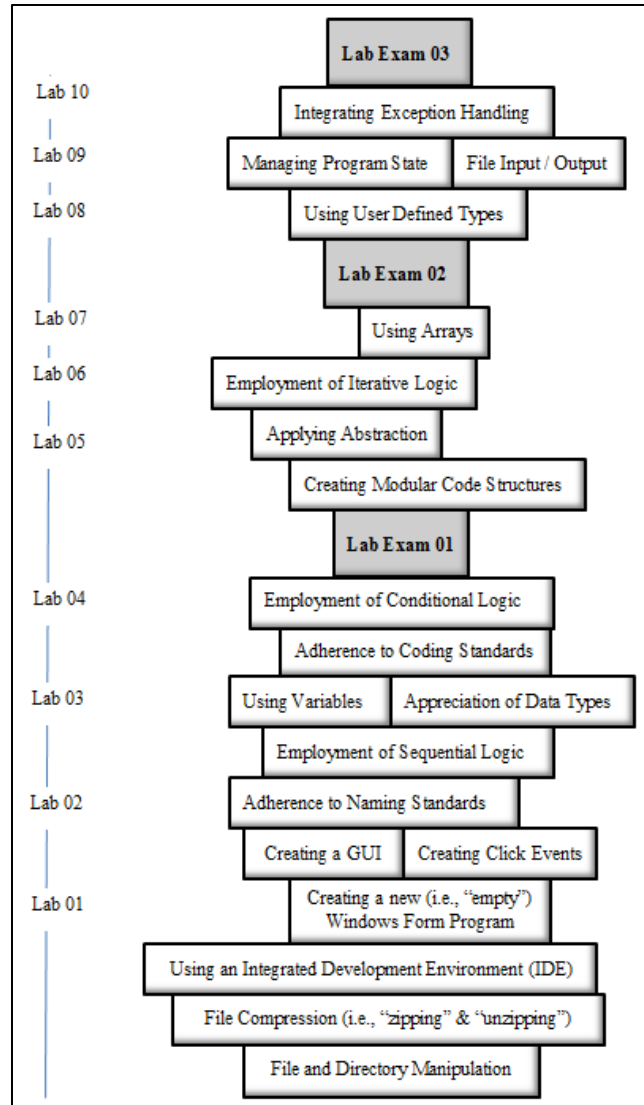 Lab Exam 03
Lab 10
Integrating Exception Handling
Lab 09
Managing Program State
File Input / Output
Lab 08
Using User Defined Types
Lab Exam 02
Lab 07
Using Arrays
Lab 06
Employment of Iterative Logic
Applying Abstraction
Lab 05
Creating Modular Code Structures
Lab Exam 01
Lab 04
Employment of Conditional Logic
Adherence to Coding Standards
Lab 03
Using Variables
Appreciation of Data Types
Employment of Sequential Logic
Lab 02
Adherence to Naming Standards
Creating a GUI
Creating Click Events
Lab 01
Creating a new (i.e., “empty”)
Windows Form Program
Using an Integrated Development Environment (IDE)
File Compression (i.e., “zipping” & “unzipping”)
File and Directory Manipulation